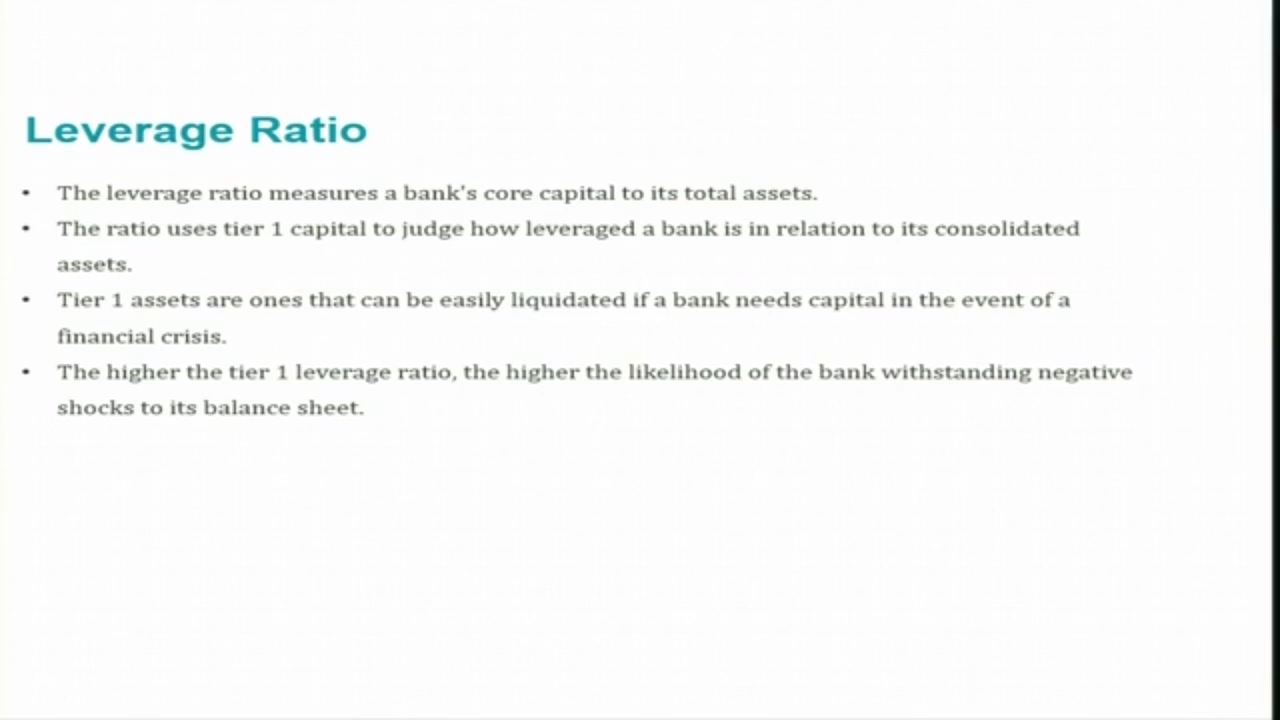 Leverage Ratio
• The leverage ratio measures a bank's core capital to its total assets.
• The ratio uses tier 1 capital to judge how leveraged a bank is in relation to its consolidated
assets.
• Tier 1 assets are ones that can be easily liquidated if a bank needs capital in the event of a
financial crisis.
• The higher the tier 1 leverage ratio, the higher the likelihood of the bank withstanding negative
shocks to its balance sheet.